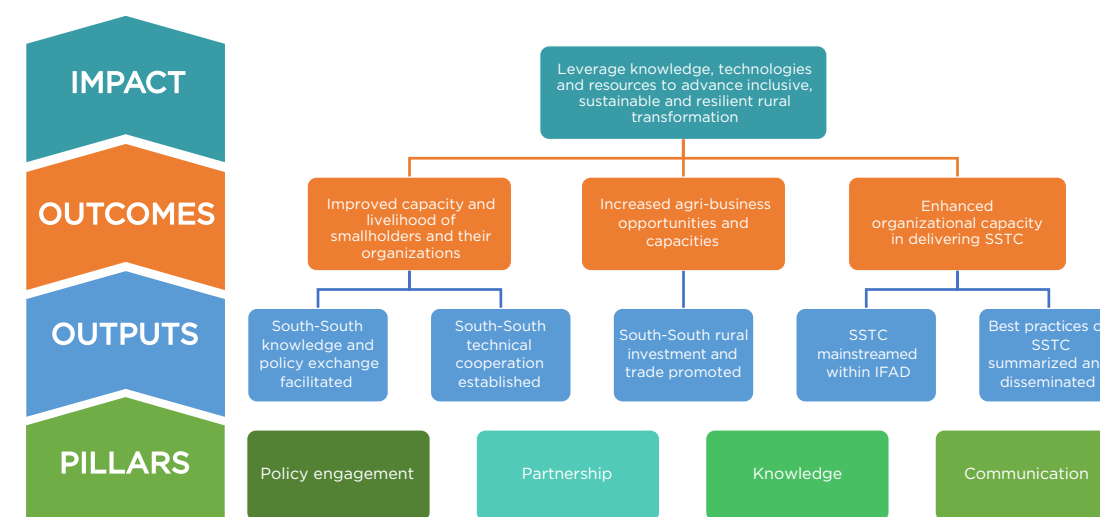 IMPACT
Leverage knowledge, technologies
and resources to advance inclusive,
sustainable and resilient rural
transformation
OUTCOMES
Improved capacity and
livelihood of
smallholders and their
organizations
Increased agri-business
opportunities and
capacities
Enhanced
organizational capacity
in delivering SSTC
OUTPUTS
South-South
knowledge and
policy exchange
facilitated
South-South
technical
cooperation
established
South-South rural
investment and
trade promoted
SSTC
mainstreamed
within IFAD
Best practices
SSTC
summarized
disseminated
PILLARS
Policy engagement
Partnership
Knowledge
Communication